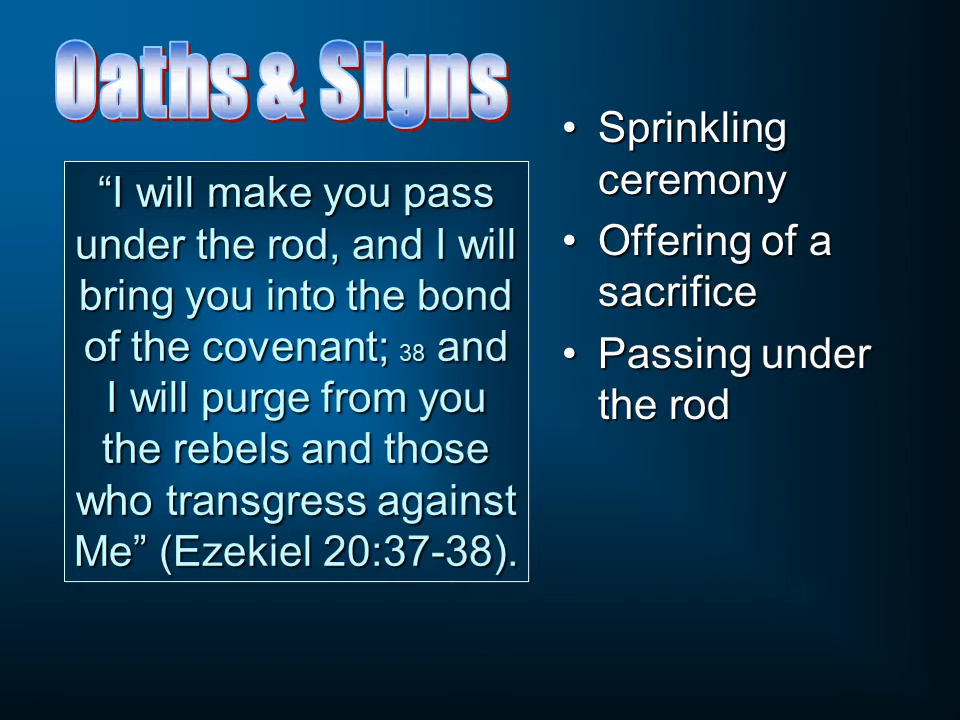 Oaths & Signs
“I will make you pass
under the rod, and I will
bring you into the bond
of the covenant; 38 and
I will purge from you
the rebels and those
who transgress against
Me” (Ezekiel 20:37-38).
• Sprinkling
ceremony
• Offering of a
sacrifice
• Passing under
the rod